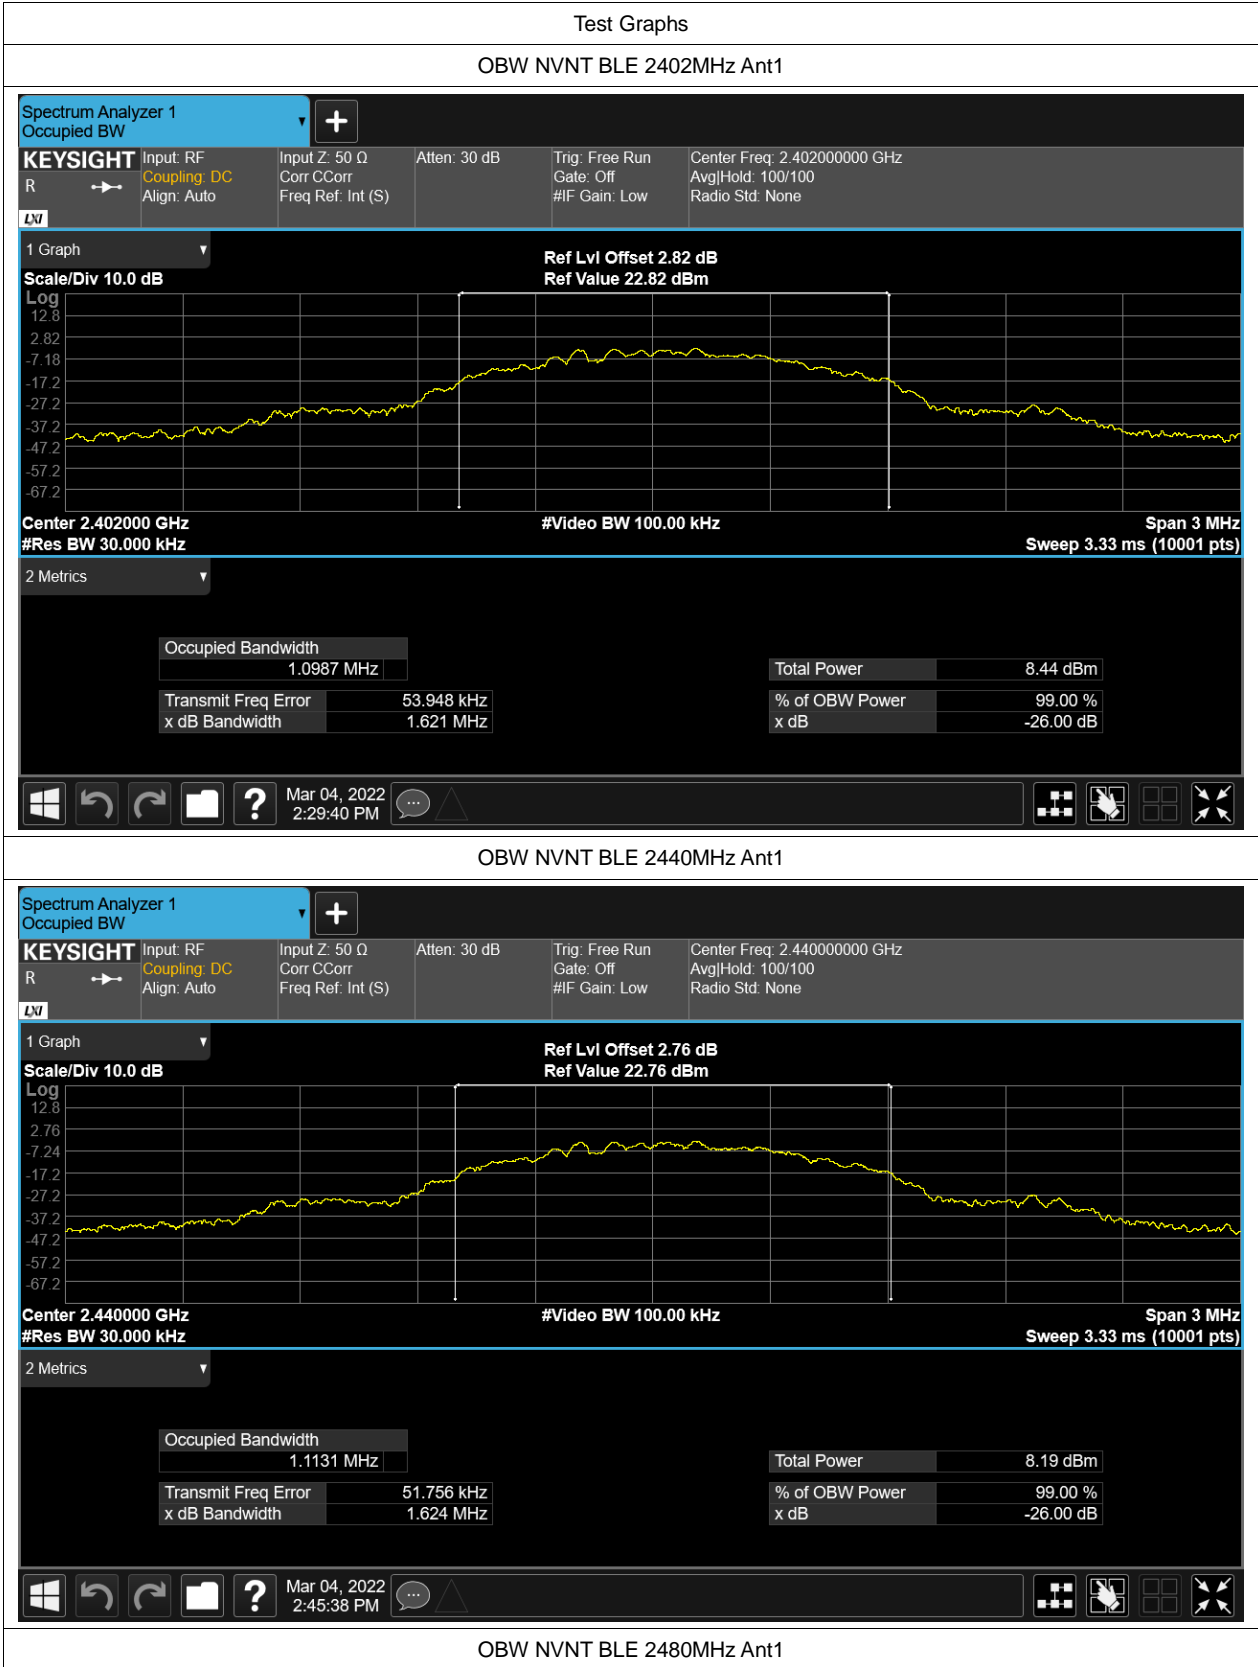 Test Graphs
OBW NVNT BLE 2402MHz Ant1
Spectrum Analyzer 1
Occupied BW
KEYSIGHT Input: RF Input Z: 50 Ω Atten: 30 dB Trig: Free Run Center Freq: 2.402000000 GHz
R Coupling: DC Corr CCorr Gate: Off Avg|Hold: 100/100
Align: Auto Freq Ref: Int (S) #IF Gain: Low Radio Std: None
LXI
1 Graph
Ref Lvl Offset 2.82 dB
Scale/Div 10.0 dB Ref Value 22.82 dBm
Log
12.8
2.82
-7.18
-17.2
-27.2
-37.2
-47.2
-57.2
-67.2
Center 2.402000 GHz #Video BW 100.00 kHz Span 3 MHz
#Res BW 30.000 kHz Sweep 3.33 ms (10001 pts)
2 Metrics
Occupied Bandwidth
1.0987 MHz Total Power 8.44 dBm
Transmit Freq Error 53.948 kHz % of OBW Power 99.00 %
x dB Bandwidth 1.621 MHz x dB -26.00 dB
Mar 04, 2022
2:29:40 PM
OBW NVNT BLE 2440MHz Ant1
Spectrum Analyzer 1
Occupied BW
KEYSIGHT Input: RF Input Z: 50 Ω Atten: 30 dB Trig: Free Run Center Freq: 2.440000000 GHz
R Coupling: DC Corr CCorr Gate: Off Avg|Hold: 100/100
Align: Auto Freq Ref: Int (S) #IF Gain: Low Radio Std: None
LXI
1 Graph
Ref Lvl Offset 2.76 dB
Scale/Div 10.0 dB Ref Value 22.76 dBm
Log
12.8
2.76
-7.24
-17.2
-27.2
-37.2
-47.2
-57.2
-67.2
Center 2.440000 GHz #Video BW 100.00 kHz Span 3 MHz
#Res BW 30.000 kHz Sweep 3.33 ms (10001 pts)
2 Metrics
Occupied Bandwidth
1.1131 MHz Total Power 8.19 dBm
Transmit Freq Error 51.756 kHz % of OBW Power 99.00 %
x dB Bandwidth 1.624 MHz x dB -26.00 dB
Mar 04, 2022
2:45:38 PM
OBW NVNT BLE 2480MHz Ant1